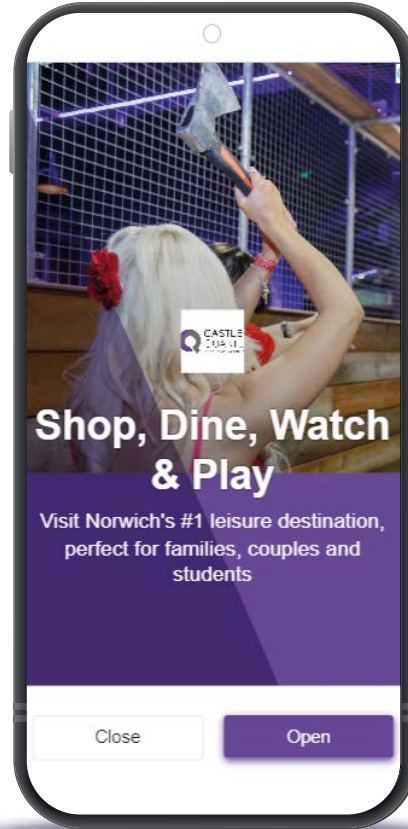 CASTLE
Shop, Dine, Watch
& Play
Visit Norwich's #1 leisure destination,
perfect for families, couples and
students
Close
Open